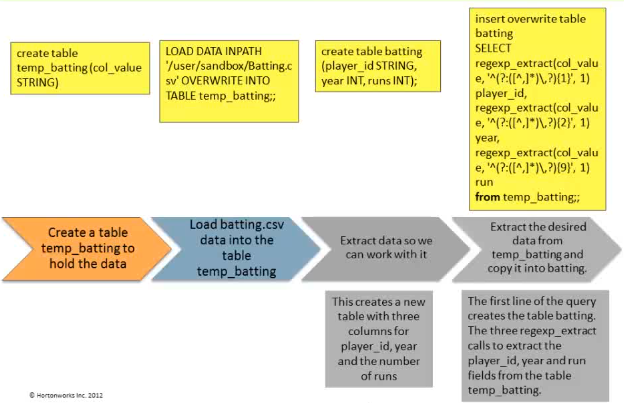 create table
temp_batting (col_value
STRING)
LOAD DATA INPATH
'/user/sandbox/Batting.c
sv' OVERWRITE INTO
TABLE temp_batting;;
create table batting
(player_id STRING,
year INT, runs INT);
insert overwrite table
batting
SELECT
regexp_extract(col_valu
e, '^(?:([^,]*)\,?){1}', 1)
player_id,
regexp_extract(col_valu
e, '^(?:([^,]*)\,?){2}', 1)
year,
regexp_extract(col_valu
e, '^(?:([^,]*)\,?){9}', 1)
run
from temp_batting;;
Create a table
temp_batting to
hold the data
Load batting.csv
data into the
table
temp_batting
Extract data so we
can work with it
Extract the desired
data from
temp_batting and
copy it into batting.
This creates a new
table with three
columns for
player_id, year
and the number
of runs
The first line of the query
creates the table batting.
The three regexp_extract
calls to extract the
player_id, year and run
fields from the table
temp_batting.
© Hortonworks Inc. 2012